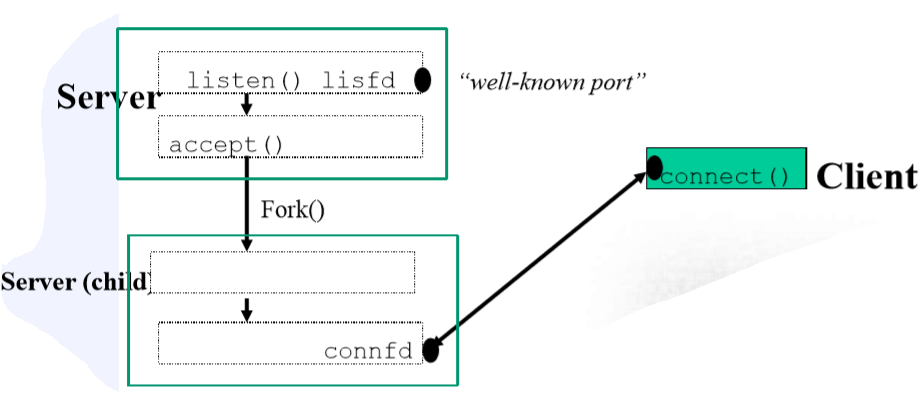 listen() lisfd
"well-known port"
Server
accept()
connect()
Client
Fork()
Server (child)
connfd